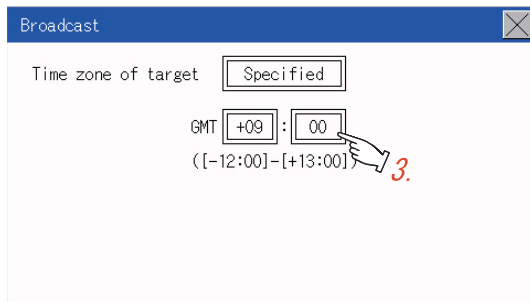 Broadcast
Time zone of target Specified
GMT +09 : 00
([-12:00]-[+13:00])
3.